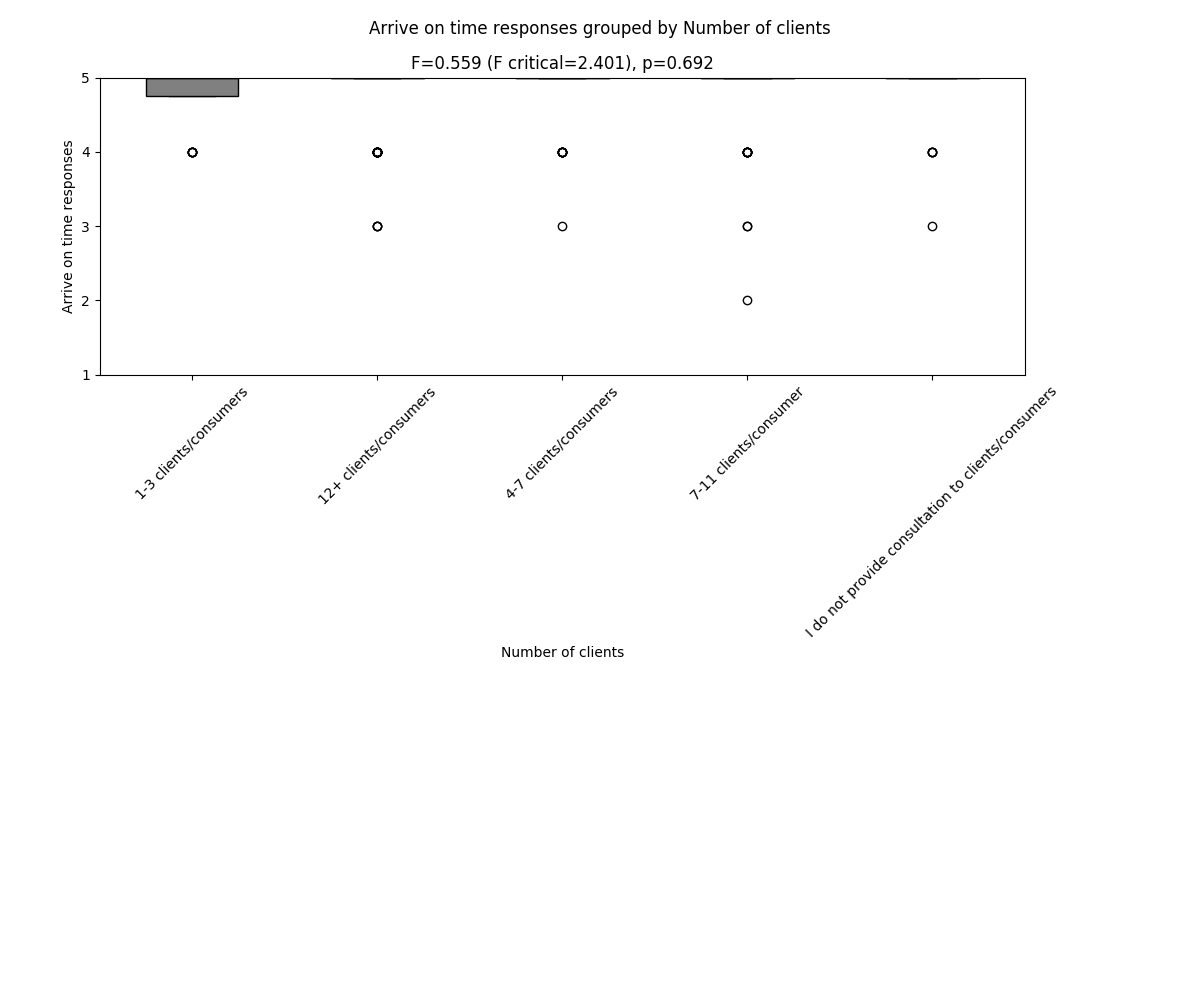 Arrive on time responses grouped by Number of clients
F=0.559 (F critical=2.401), p=0.692
Arrive on time responses
5
4
3
2
1
1-3 clients/consumers
12+ clients/consumers
4-7 clients/consumers
7-11 clients/consumer
I do not provide consultation to clients/consumers
Number of clients